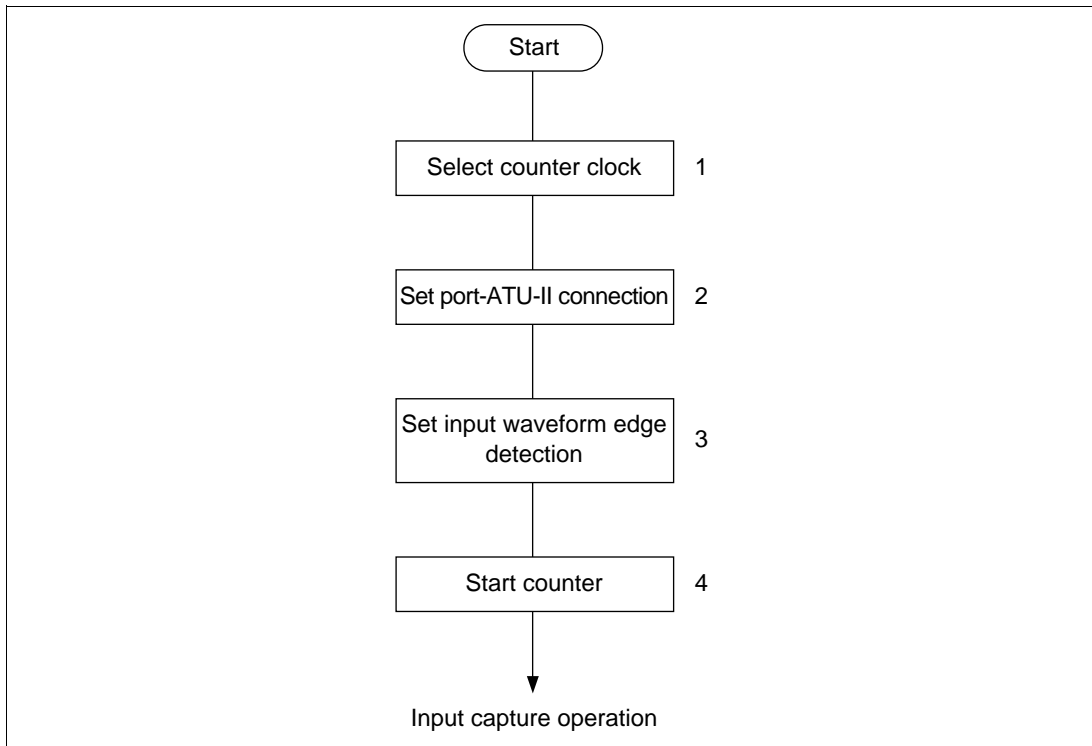 Start
Select counter clock 1
Set port-ATU-II connection 2
Set input waveform edge
detection 3
Start counter 4
Input capture operation